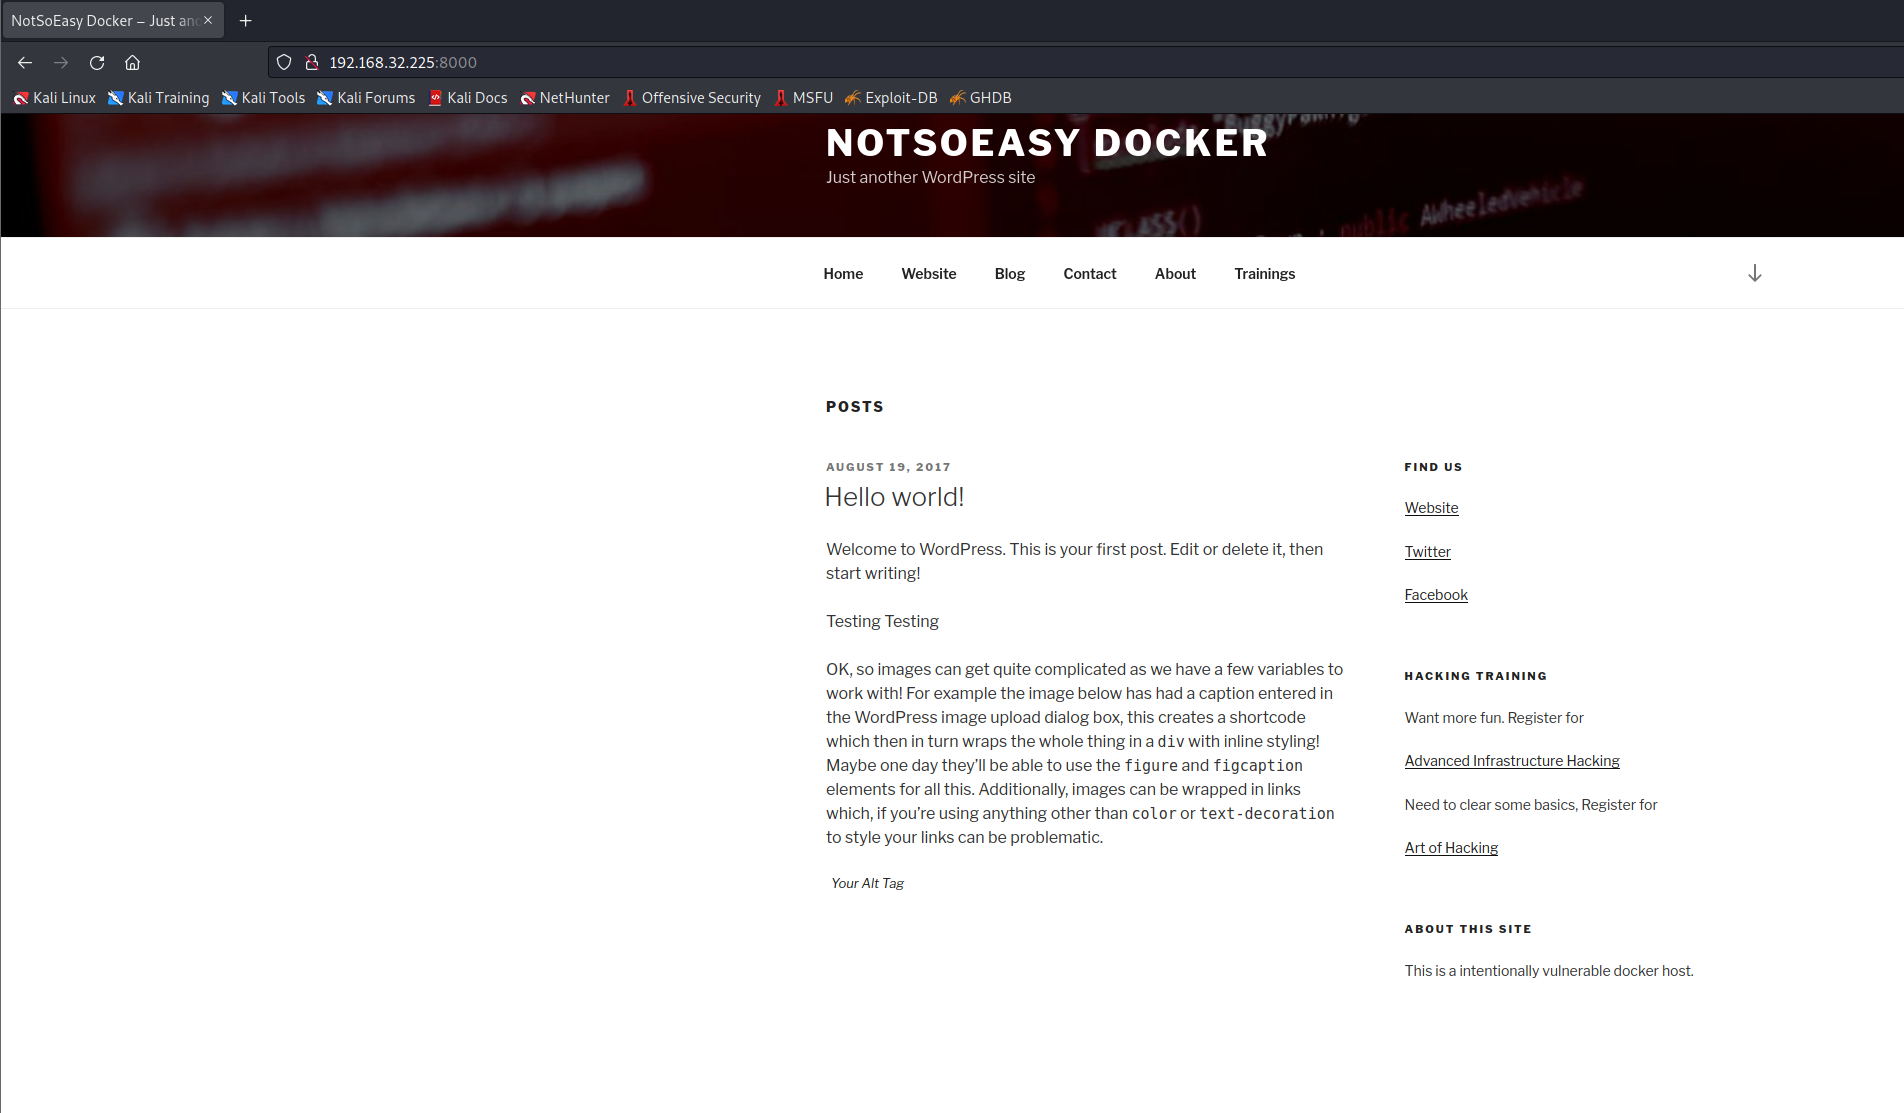 NotSoEasy Docker – Just an
192.168.32.225:8000
Kali Linux Kali Training Kali Tools Kali Forums Kali Docs NetHunter Offensive Security MSFU Exploit-DB GHDB
NOTSOEASY DOCKER
Just another WordPress site
UCLASS()
public AWheeledVehicle
Home Website Blog Contact About Trainings
POSTS
AUGUST 19, 2017
Hello world!
Welcome to WordPress. This is your first post. Edit or delete it, then
start writing!
Testing Testing
OK, so images can get quite complicated as we have a few variables to
work with! For example the image below has had a caption entered in
the WordPress image upload dialog box, this creates a shortcode
which then in turn wraps the whole thing in a div with inline styling!
Maybe one day they’ll be able to use the figure and figcaption
elements for all this. Additionally, images can be wrapped in links
which, if you’re using anything other than color or text-decoration
to style your links can be problematic.
Your Alt Tag
FIND US
Website
Twitter
Facebook
HACKING TRAINING
Want more fun. Register for
Advanced Infrastructure Hacking
Need to clear some basics, Register for
Art of Hacking
ABOUT THIS SITE
This is a intentionally vulnerable docker host.